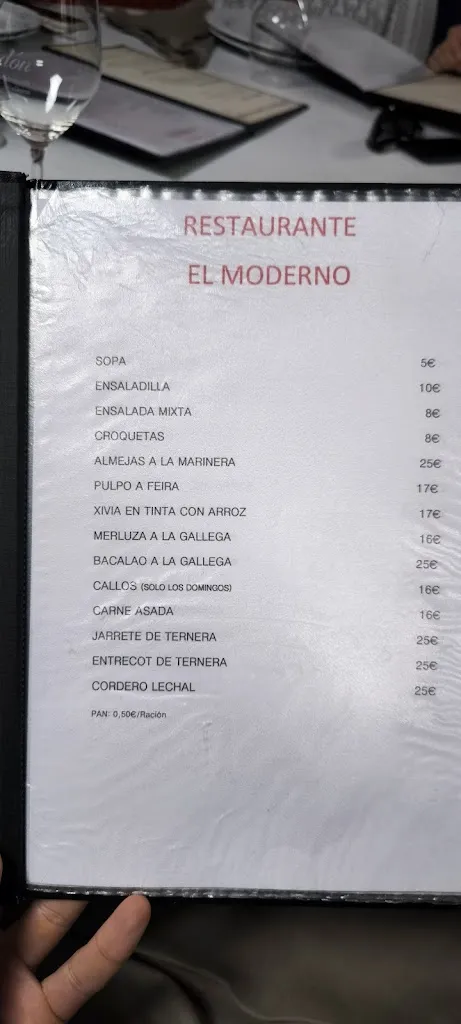 RESTAURANTE
EL MODERNO
SOPA 5€
ENSALADILLA 10€
ENSALADA MIXTA 8€
CROQUETAS 8€
ALMEJAS A LA MARINERA 25€
PULPO A FEIRA 17€
XIVIA EN TINTA CON ARROZ 17€
MERLUZA A LA GALLEGA 16€
BACALAO A LA GALLEGA 25€
CALLOS (SOLO LOS DOMINGOS) 16€
CARNE ASADA 16€
JARRETE DE TERNERA 25€
ENTRECOT DE TERNERA 25€
CORDERO LECHAL 25€
PAN: 0,50€/Ración